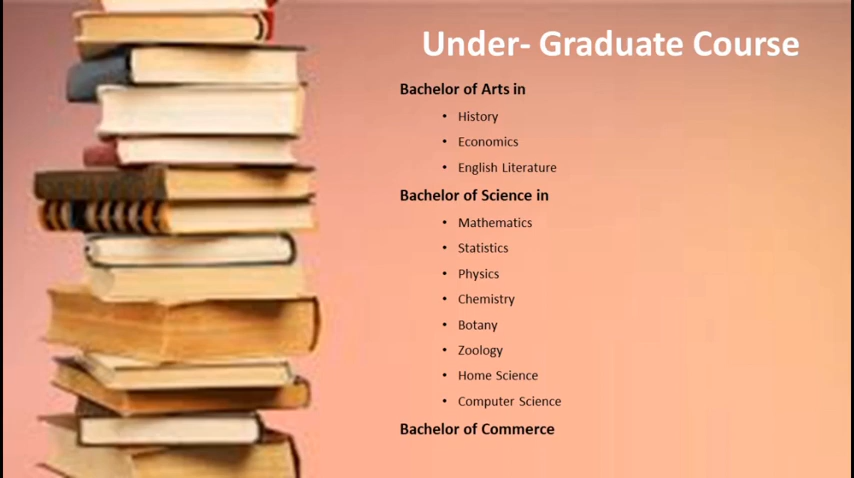 Under- Graduate Course
Bachelor of Arts in
• History
• Economics
• English Literature
Bachelor of Science in
• Mathematics
• Statistics
• Physics
• Chemistry
• Botany
• Zoology
• Home Science
• Computer Science
Bachelor of Commerce